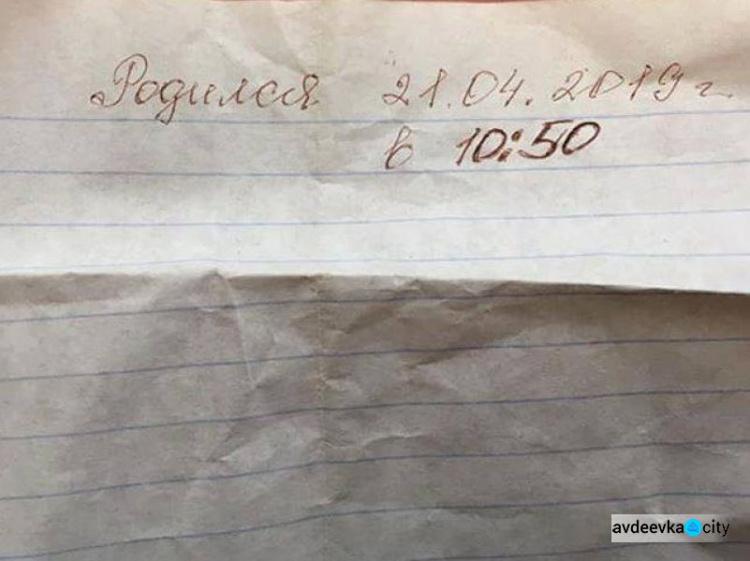 Родился 21.04.2019 г.
в 10:50
avdeevka city